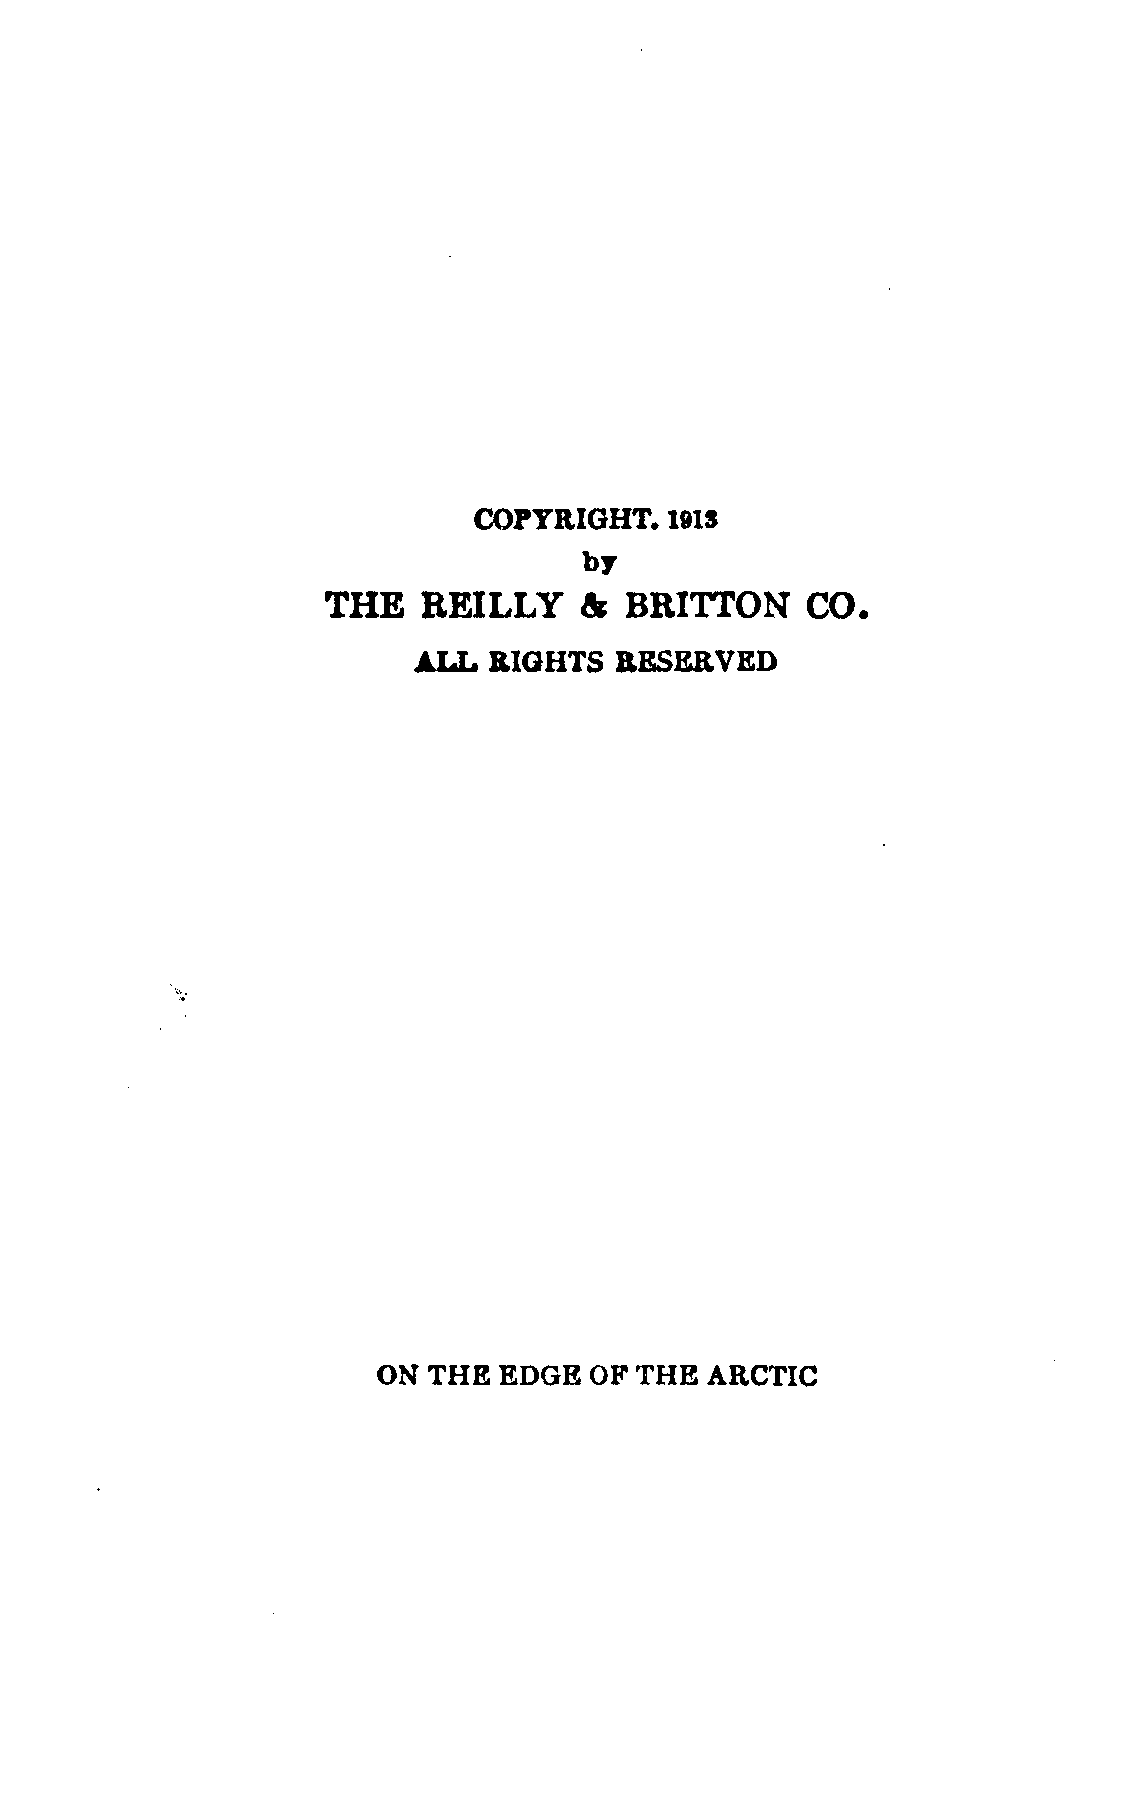 COPYRIGHT. 1913
by
THE REILLY & BRITTON CO.
ALL RIGHTS RESERVED
ON THE EDGE OF THE ARCTIC